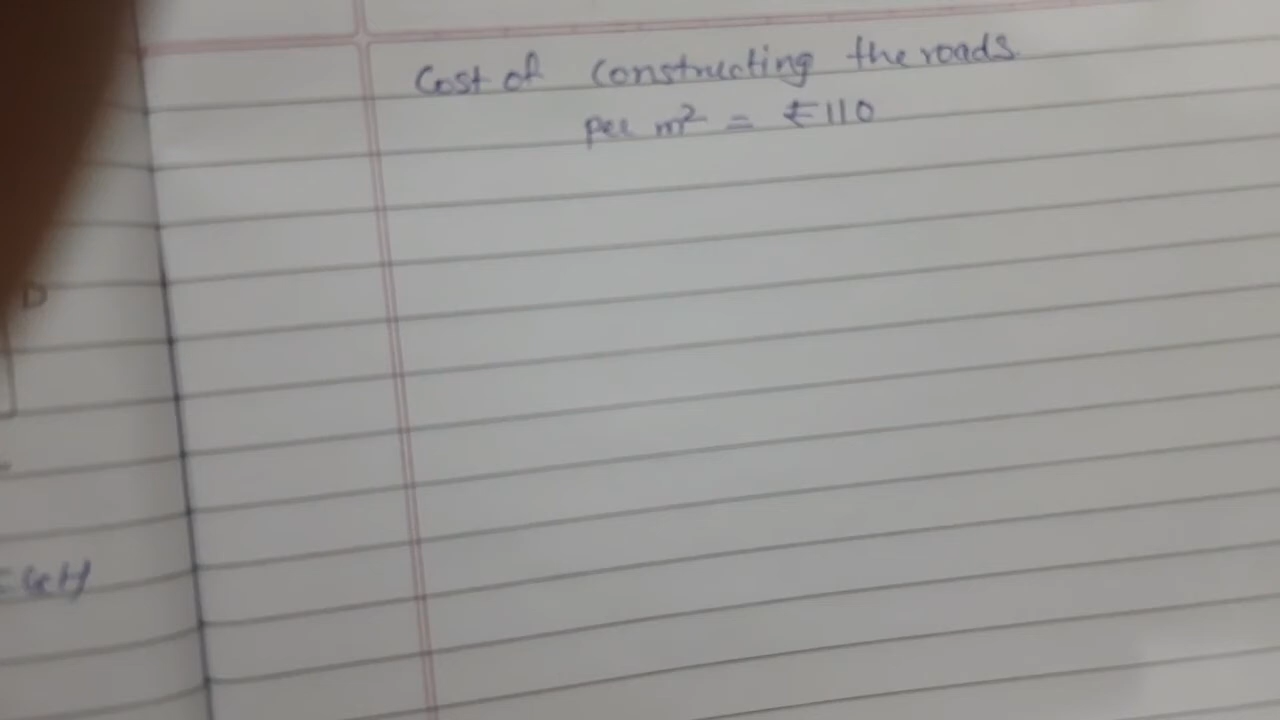 Cost of constructing the roads
per m² = ₹110
D